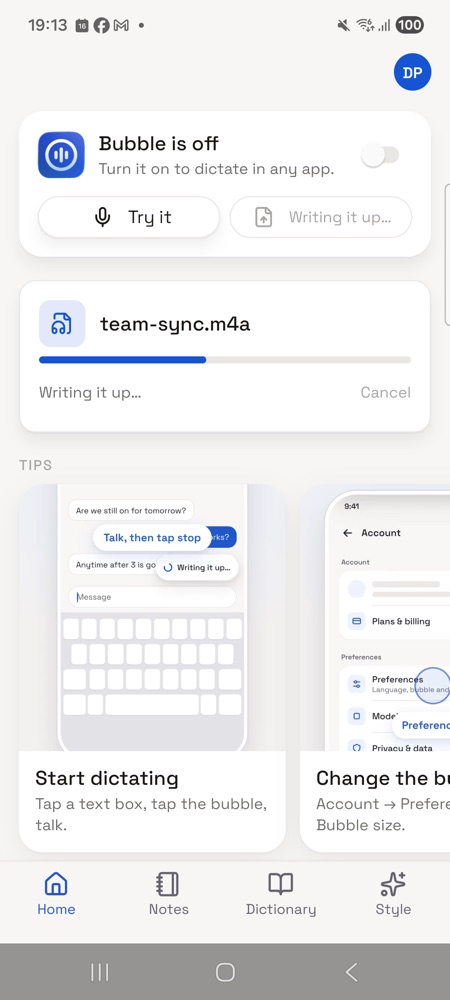 19:13
16
100
DP
Bubble is off
Turn it on to dictate in any app.
Try it
Writing it up...
team-sync.m4a
Writing it up...
Cancel
TIPS
Are we still on for tomorrow?
Talk, then tap stop
rks?
Anytime after 3 is go
Writing it up...
Message
Start dictating
Tap a text box, tap the bubble,
talk.
9:41
Account
Account
Plans & billing
Preferences
Preferences
Language, bubble and
Mode
Preferenc
Privacy & data
Change the bu
Account → Prefere
Bubble size.
Home
Notes
Dictionary
Style